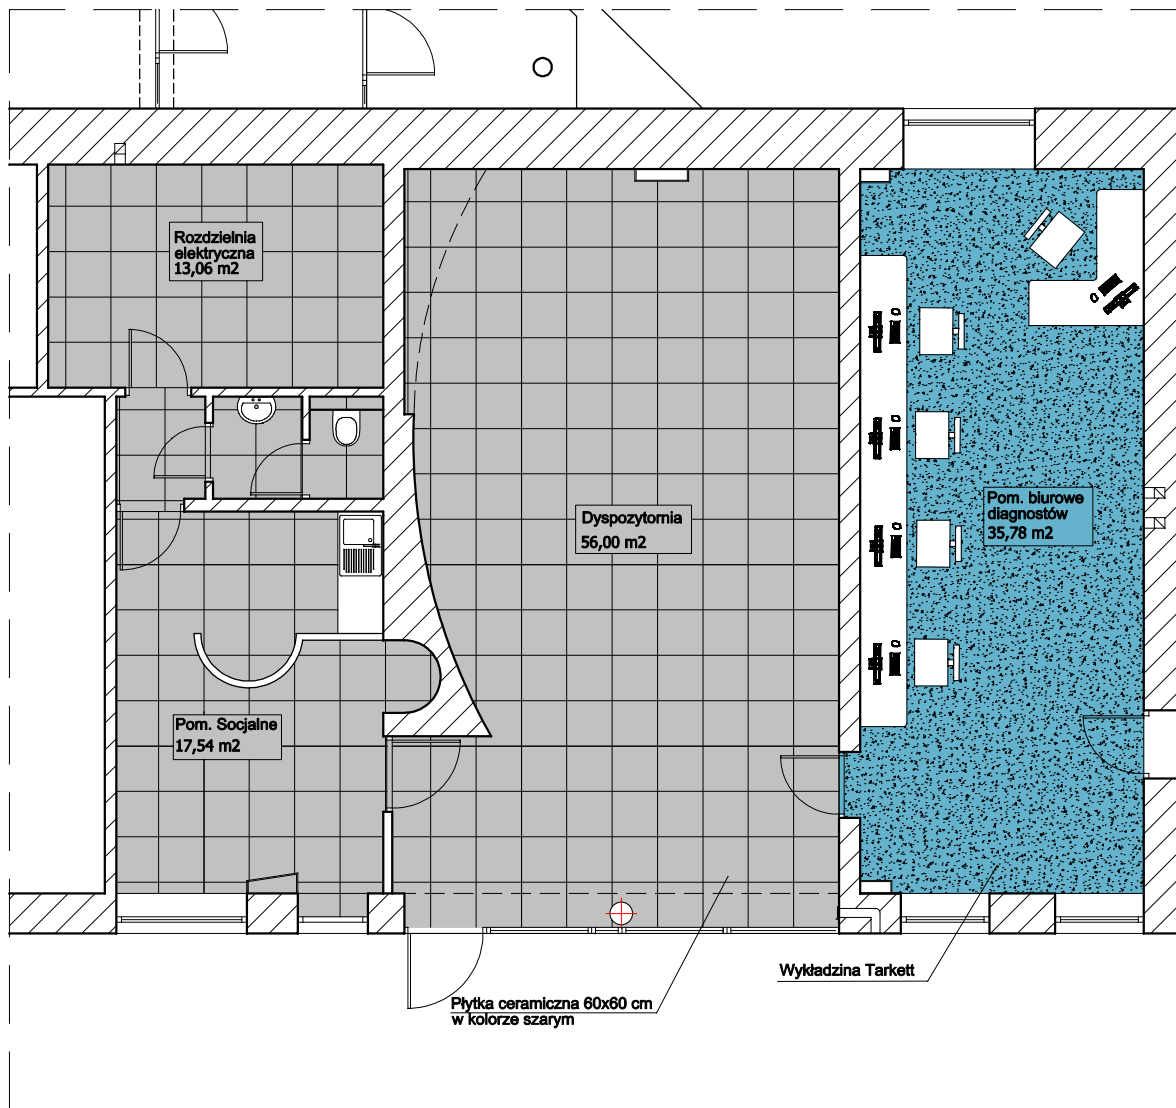 Rozdzielnia
elektryczna
13,06 m2
Dyspozytornia
56,00 m2
Pom. biurowe
diagnostów
35,78 m2
Pom. Socjalne
17,54 m2
Wykładzina Tarkett
Płytka ceramiczna 60x60 cm
w kolorze szarym